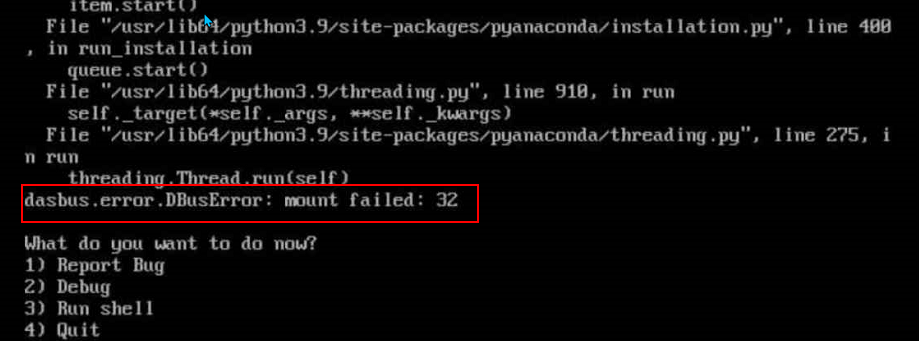 item.start()
File "/usr/lib64/python3.9/site-packages/pyanaconda/installation.py", line 400
, in run_installation
queue.start()
File "/usr/lib64/python3.9/threading.py", line 910, in run
self._target(*self._args, **self._kwargs)
File "/usr/lib64/python3.9/site-packages/pyanaconda/threading.py", line 275, i
n run
threading.Thread.run(self)
dasbus.error.DBusError: mount failed: 32
What do you want to do now?
1) Report Bug
2) Debug
3) Run shell
4) Quit